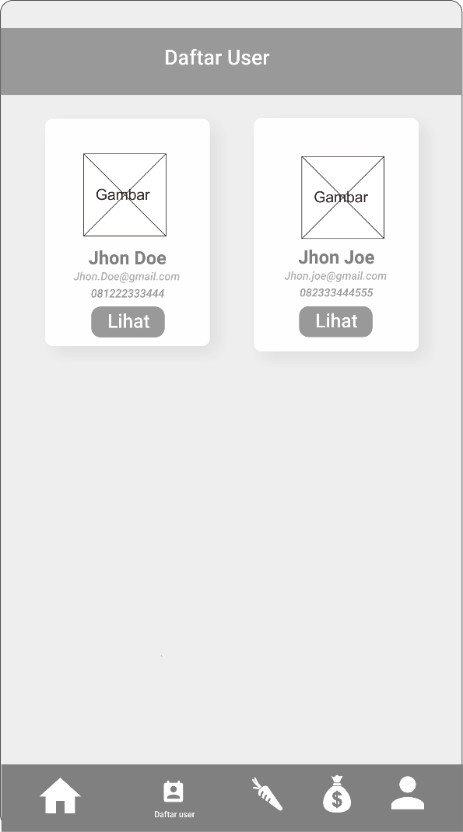 Daftar User
Gambar
Jhon Doe
Jhon.Doe@gmail.com
081222333444
Lihat
Gambar
Jhon Joe
Jhon.joe@gmail.com
082333444555
Lihat
$
Daftar user